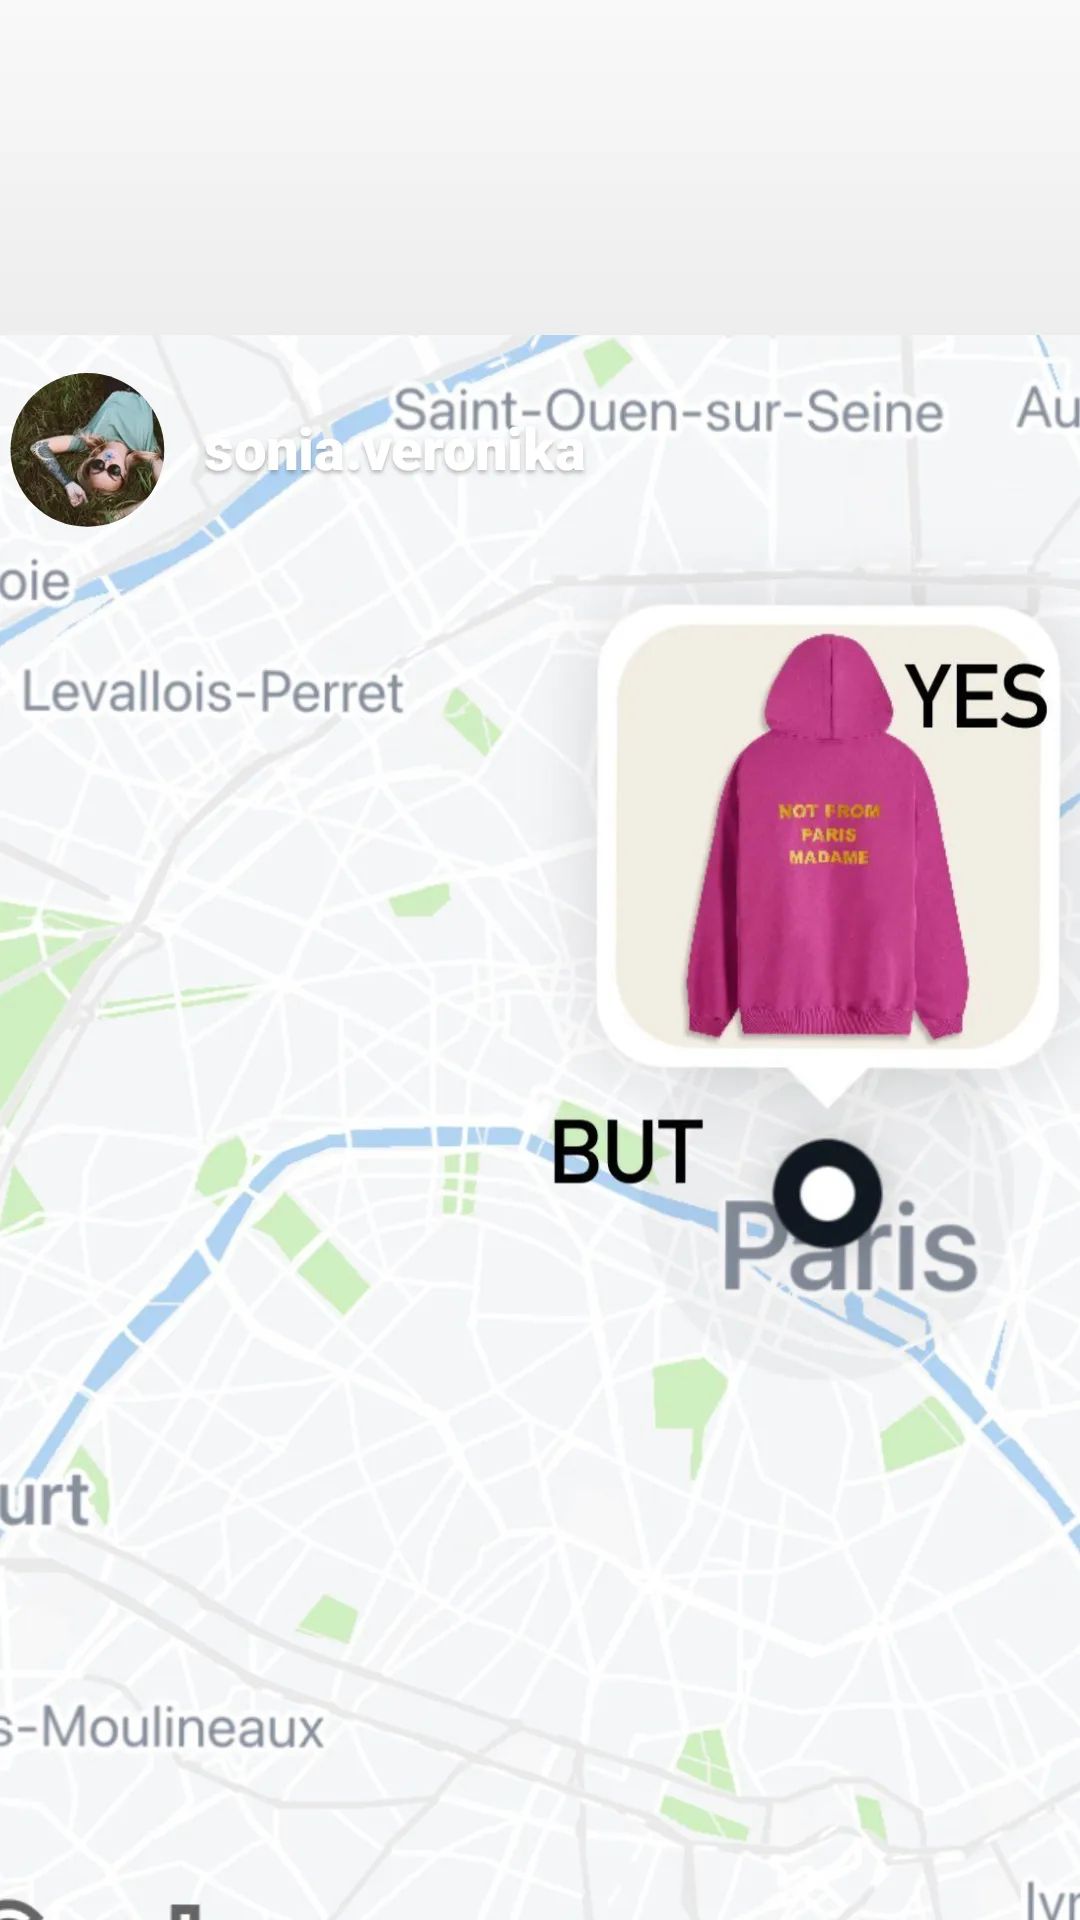 Saint-Ouen-sur-Seine
Au
sonia.veronika
oie
Levallois-Perret
YES
NOT FROM
PARIS
MADAME
BUT
Paris
urt
s-Moulineaux